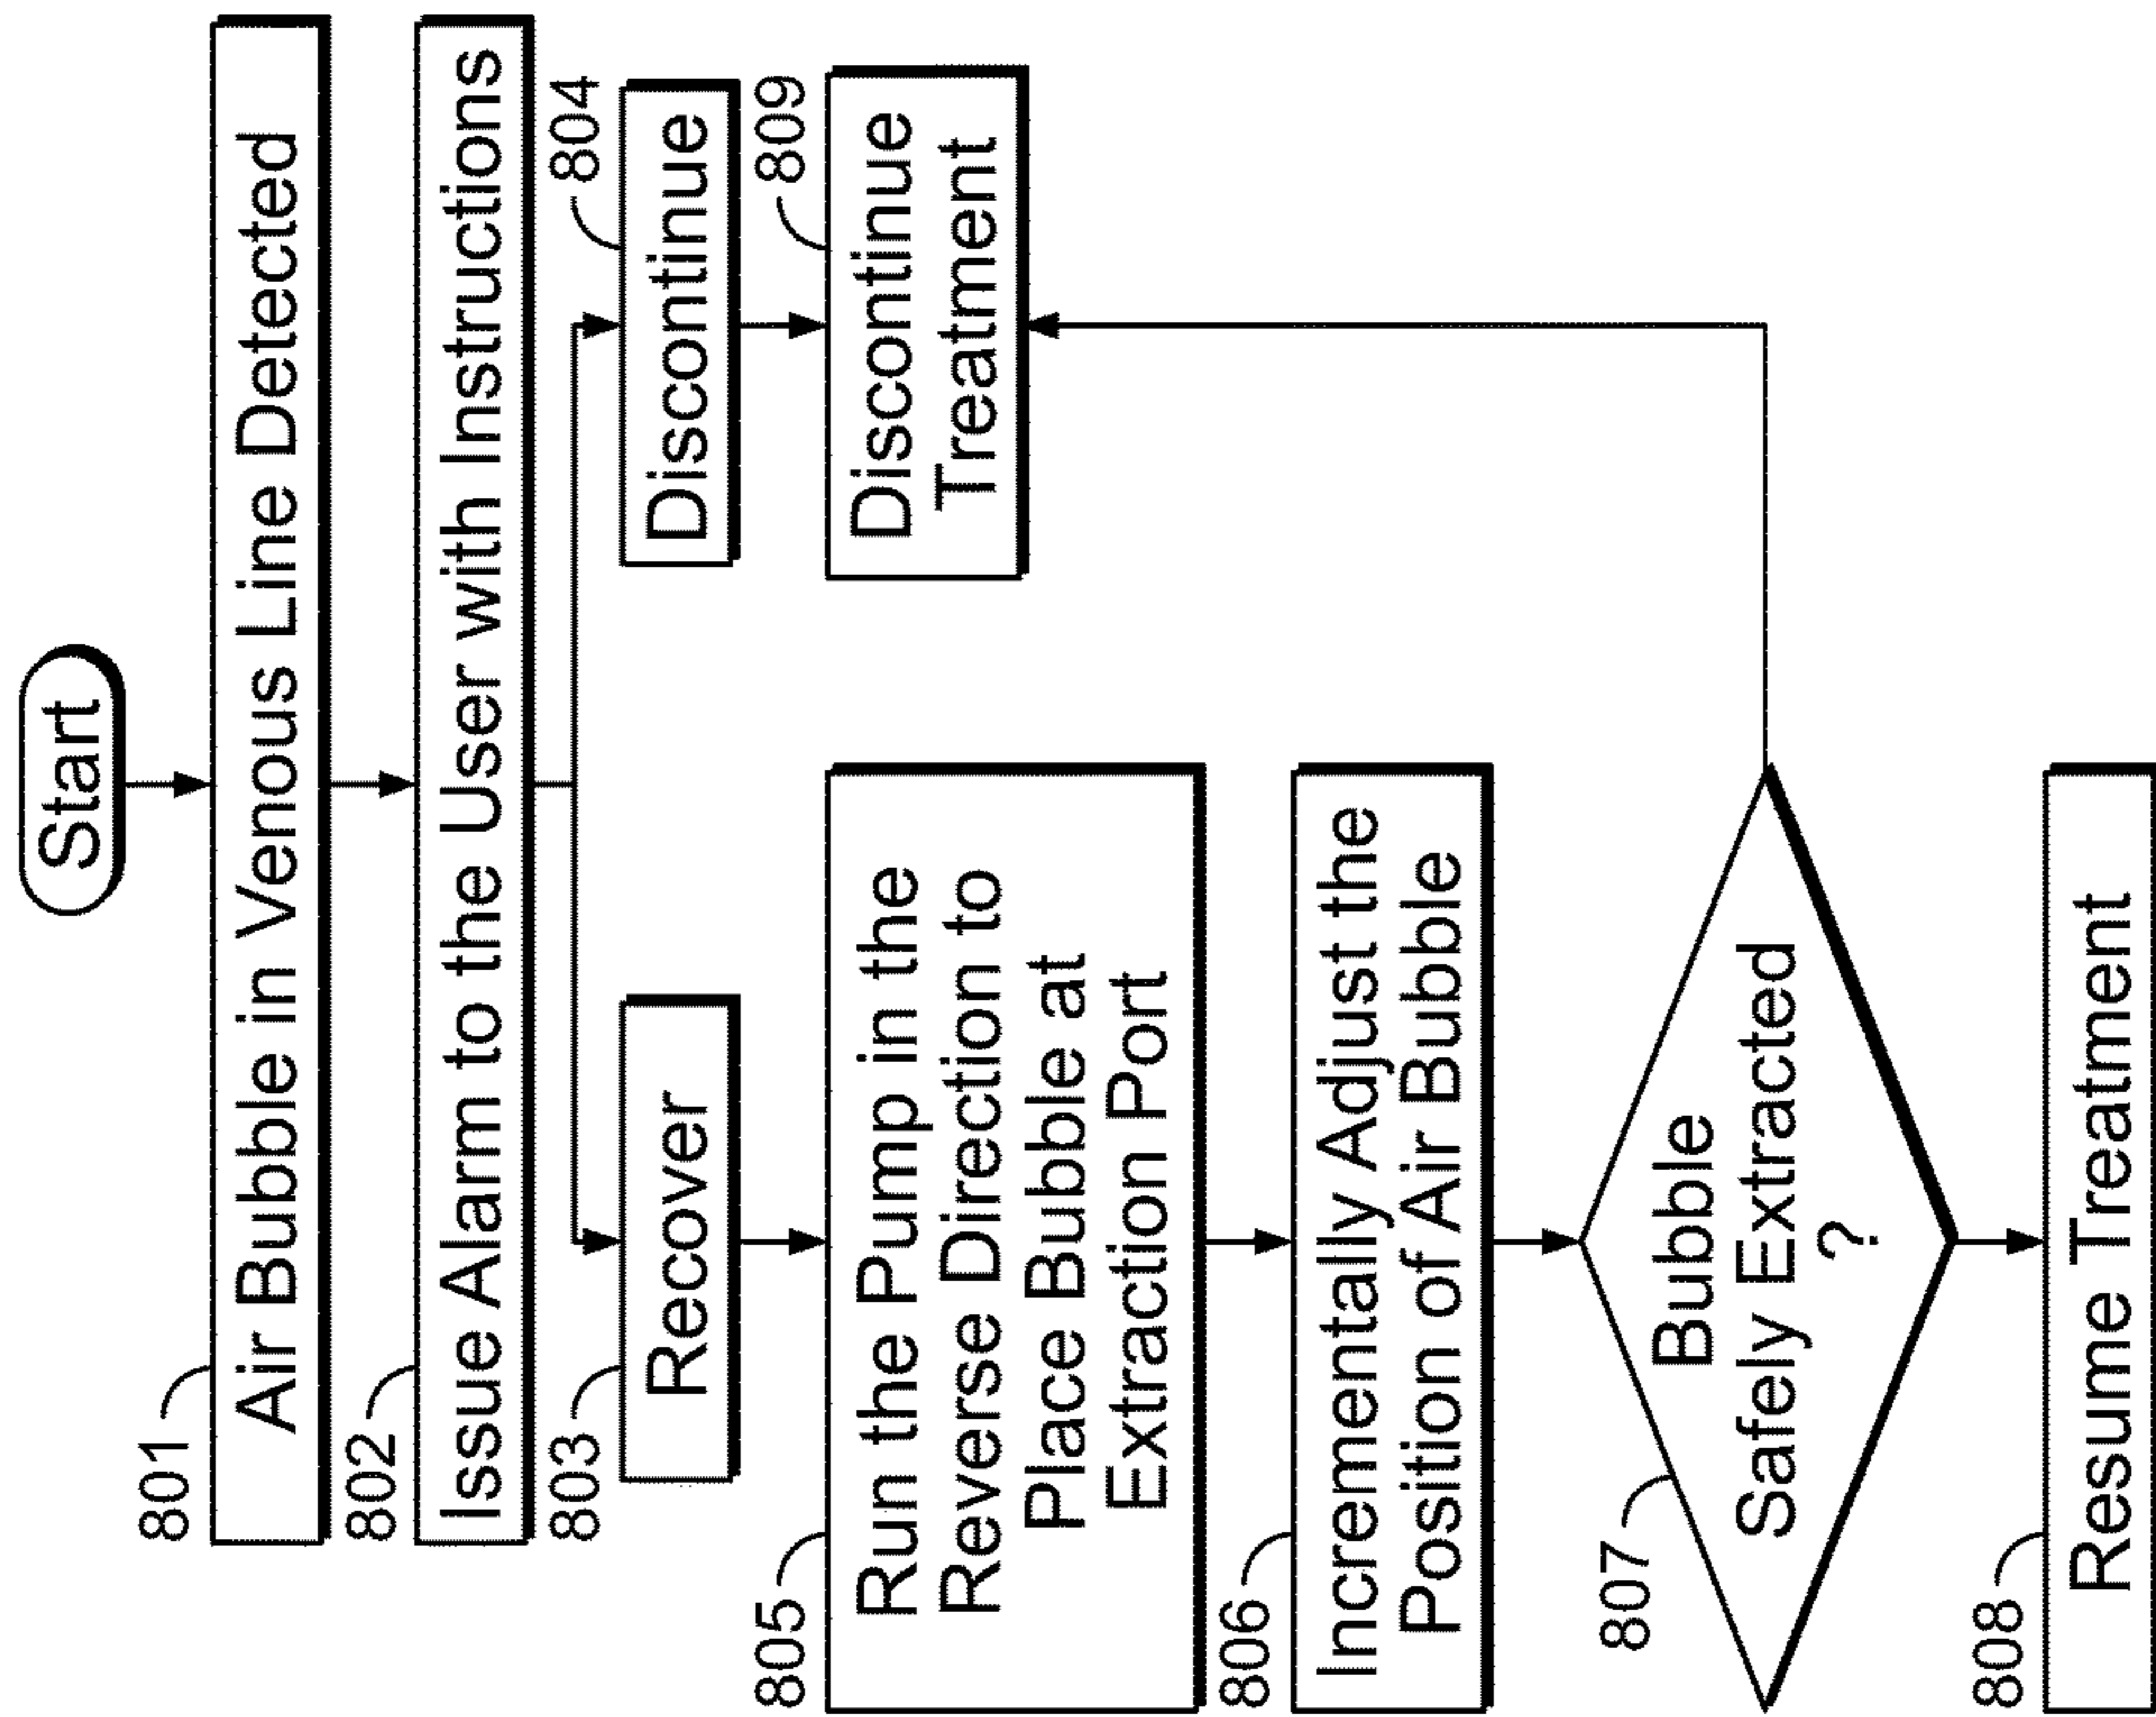 Start
801
Air Bubble in Venous Line Detected
802
Issue Alarm to the User with Instructions
803
Recover
804
Discontinue
805
Run the Pump in the
Reverse Direction to
Place Bubble at
Extraction Port
809
Discontinue
Treatment
806
Incrementally Adjust the
Position of Air Bubble
807
Bubble
Safely Extracted
?
808
Resume Treatment